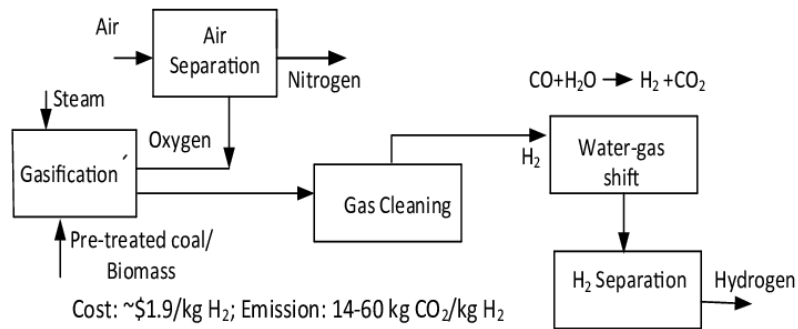 Air
Air
Separation
Nitrogen
CO+H₂O → H₂ +CO₂
Steam
Oxygen
Gasification´
H₂
Water-gas
shift
Gas Cleaning
Pre-treated coal/
Biomass
H₂ Separation
Hydrogen
Cost: ~$1.9/kg H₂; Emission: 14-60 kg CO₂/kg H₂